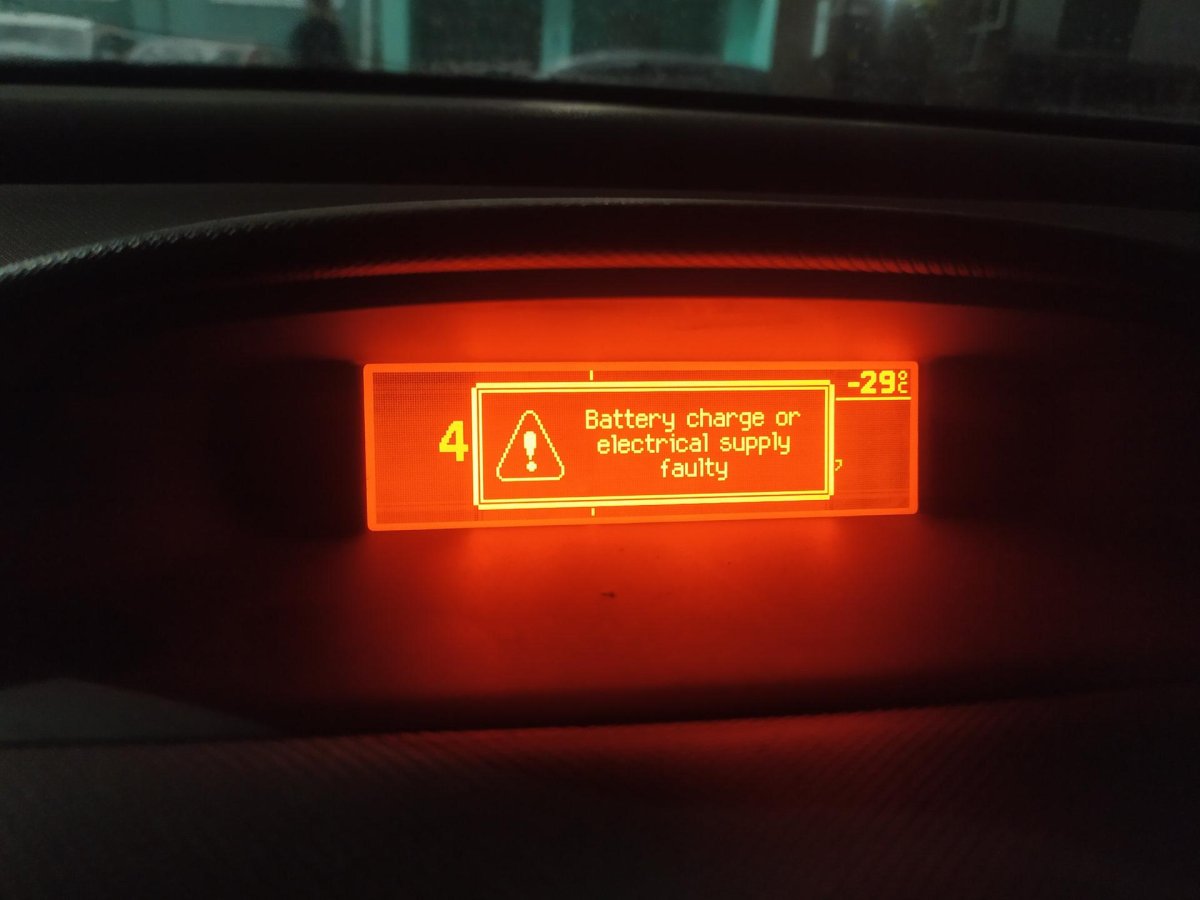 -29°C
4
Battery charge or
electrical supply
faulty